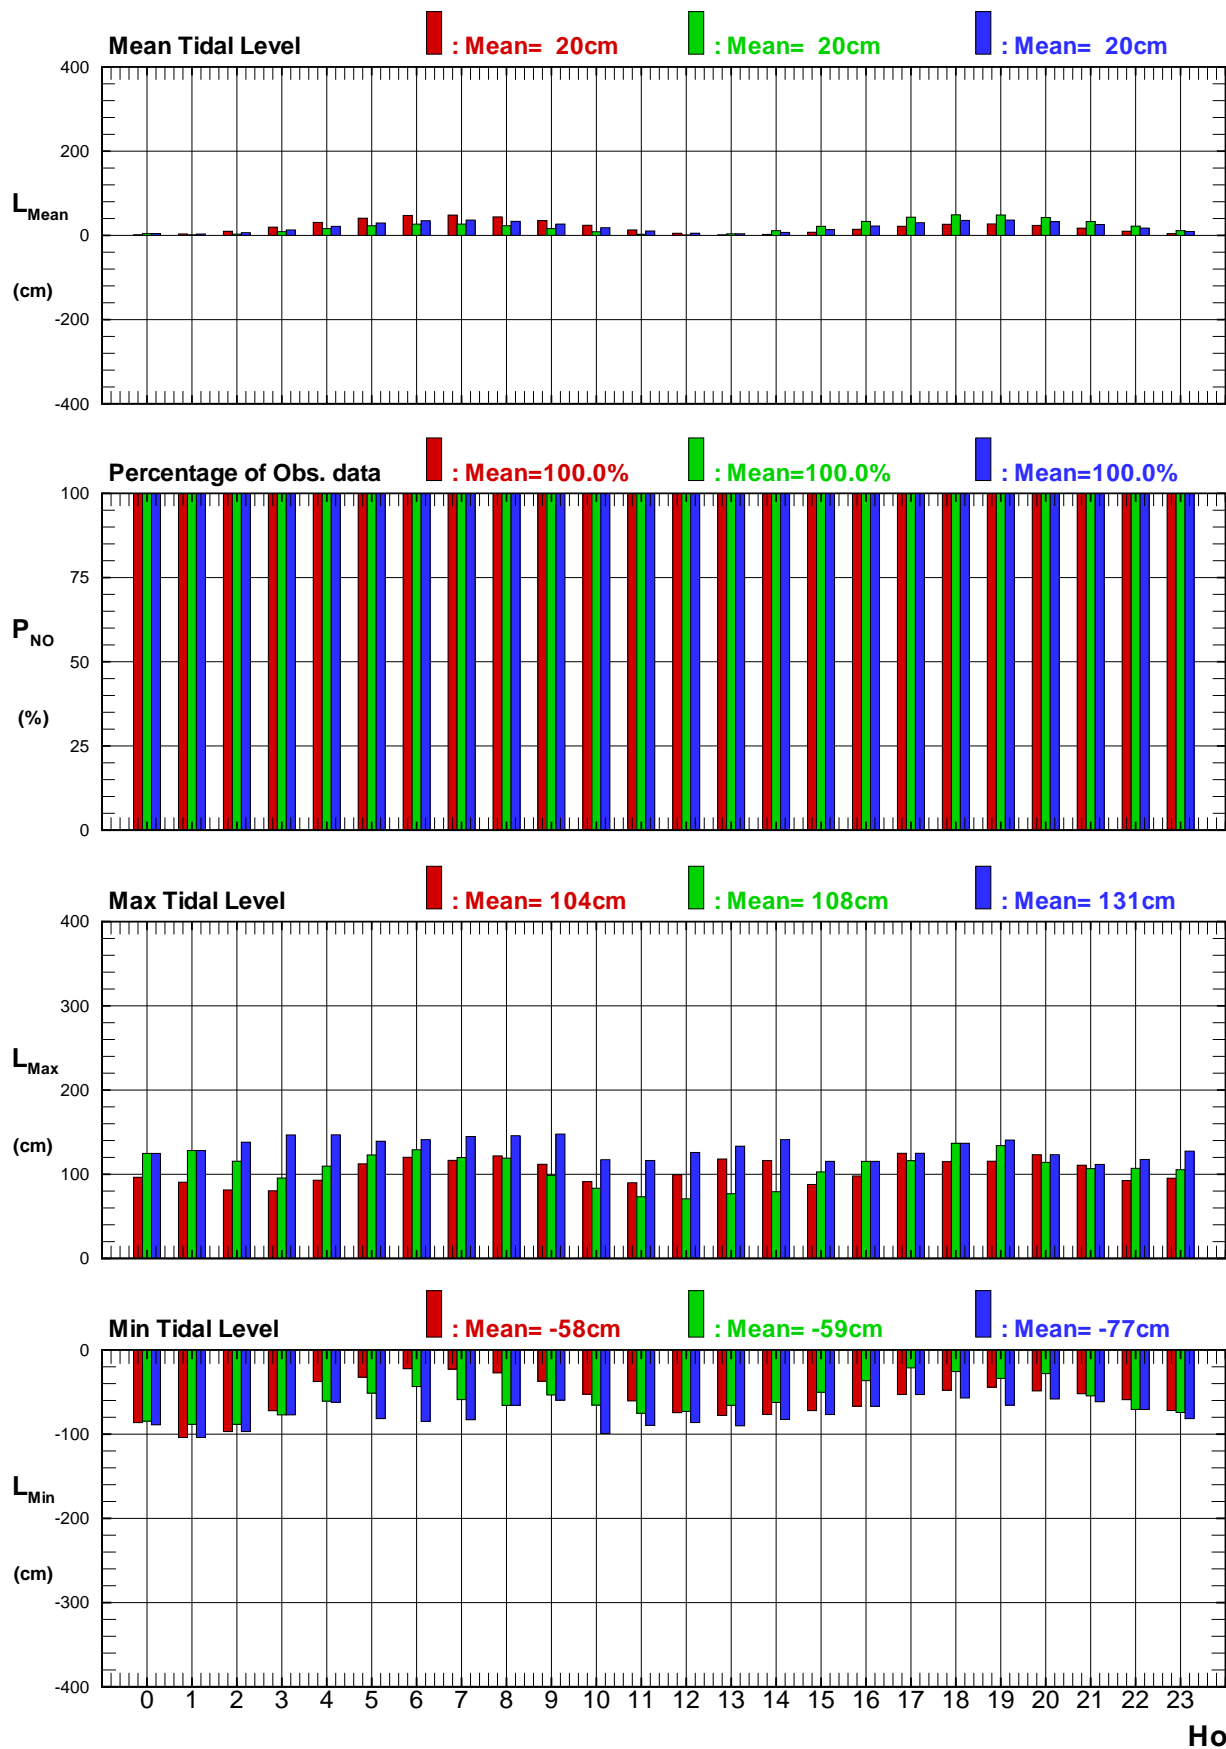 Mean Tidal Level : Mean= 20cm : Mean= 20cm : Mean= 20cm
400
200
L Mean
0
(cm)
-200
-400
Percentage of Obs. data : Mean=100.0% : Mean=100.0% : Mean=100.0%
100
75
P NO
50
(%)
25
0
Max Tidal Level : Mean= 104cm : Mean= 108cm : Mean= 131cm
400
300
L Max
200
(cm)
100
0
Min Tidal Level : Mean= -58cm : Mean= -59cm : Mean= -77cm
0
-100
L Min
-200
(cm)
-300
-400
0 1 2 3 4 5 6 7 8 9 10 11 12 13 14 15 16 17 18 19 20 21 22 23
Ho